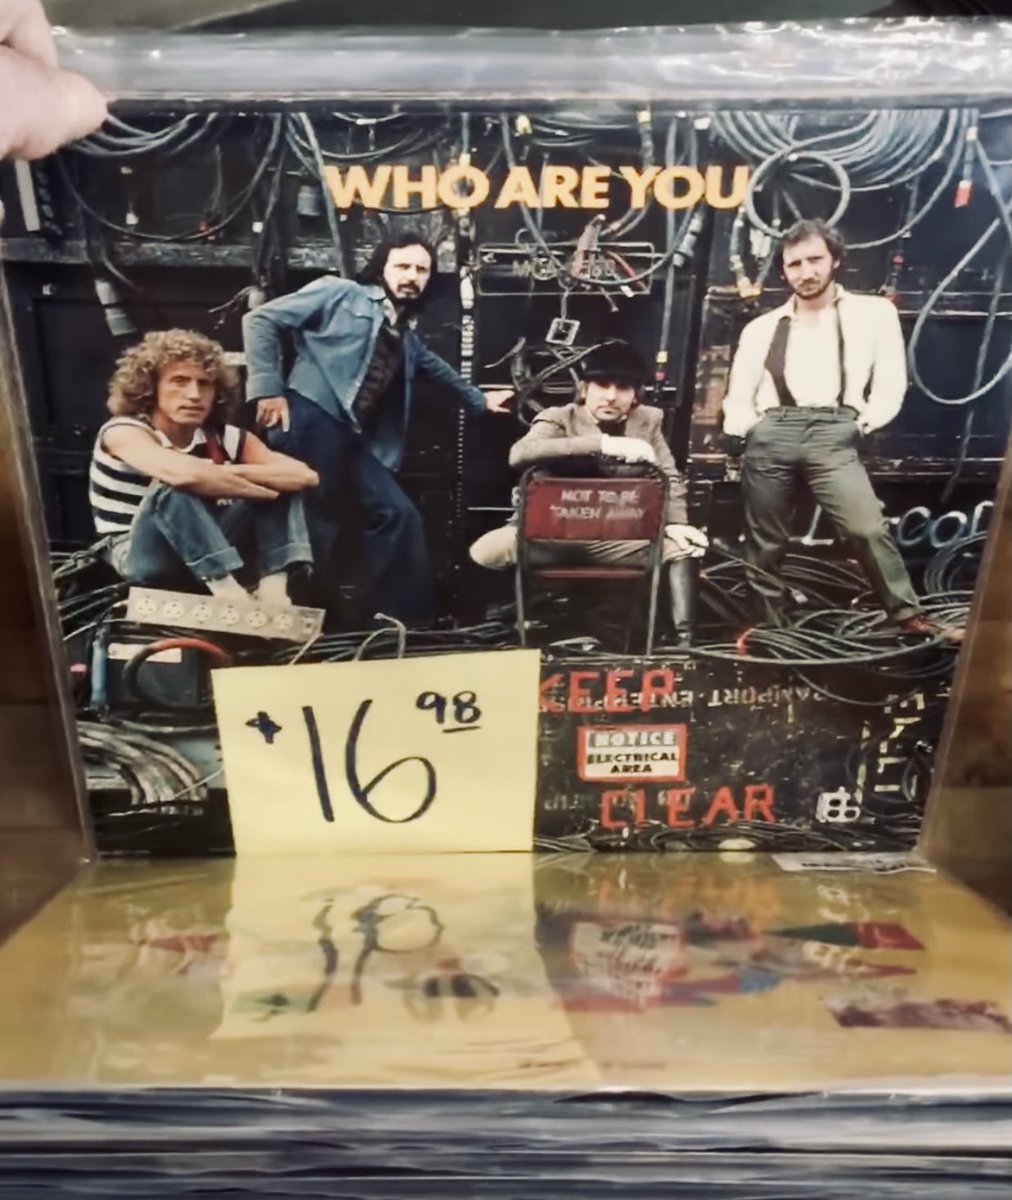 WHO ARE YOU
NOT TO BE
TAKEN AWAY
$16 98
KEEP
NOTICE
ELECTRICAL
AREA
CLEAR